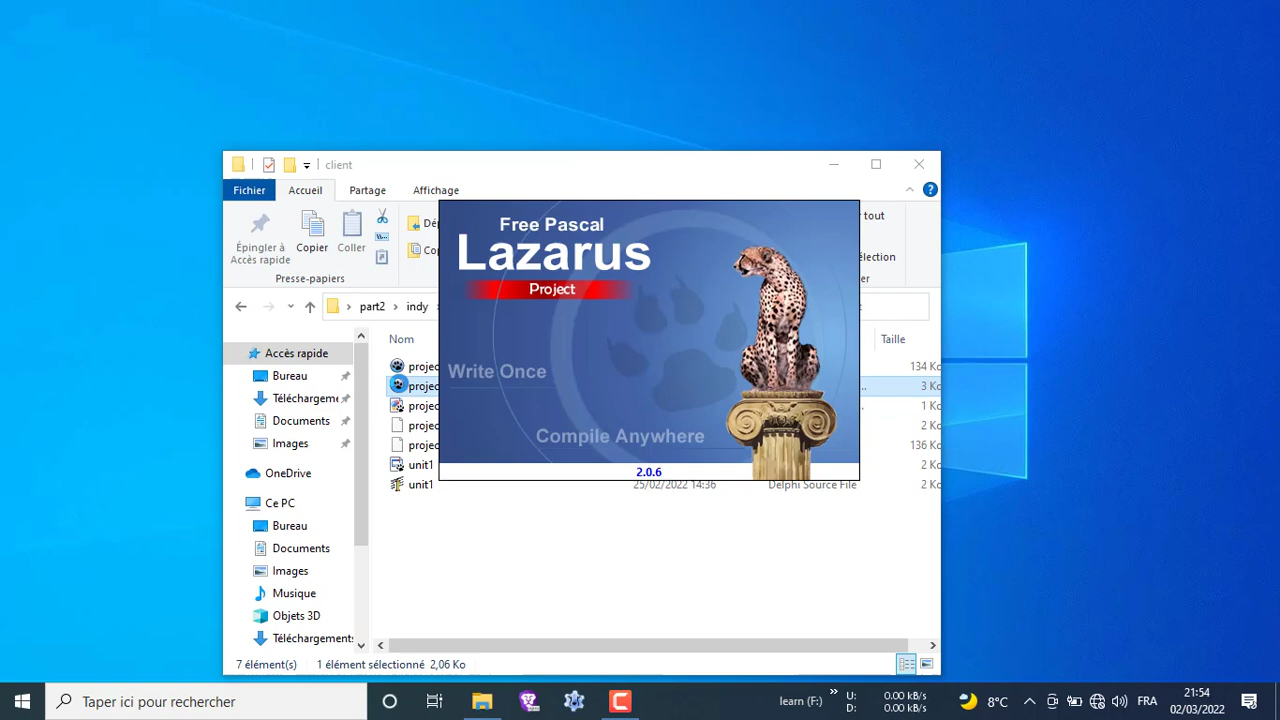 client
Fichier
Accueil
Partage
Affichage
Épingler à
Accès rapide
Copier
Coller
Presse-papiers
part2
indy
Nom
Taille
134 Ko
3 Ko
1 Ko
2 Ko
136 Ko
unit1
2 Ko
unit1
25/02/2022 14:36
Delphi Source File
2 Ko
Free Pascal
Lazarus
Project
Write Once
Compile Anywhere
2.0.6
Accès rapide
Bureau
Documents
Images
OneDrive
Ce PC
Bureau
Documents
Images
Musique
Objets 3D
Téléchargements
7 élément(s)
1 élément sélectionné 2,06 Ko
Taper ici pour rechercher
learn (F:)
»
U: 0.00 kB/s
D: 0.00 kB/s
8°C
FRA
21:54
02/03/2022